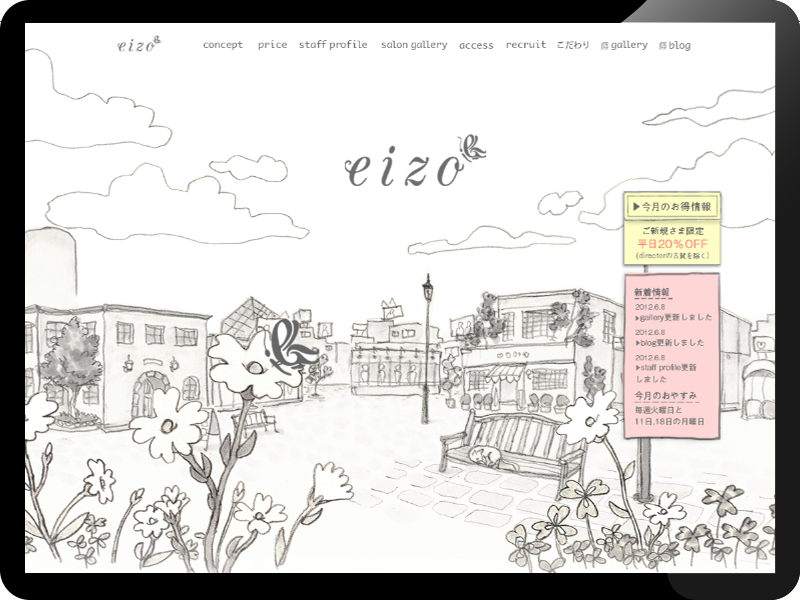 eizo
concept price staff profile salon gallery access recruit こだわり gallery blog
eizo
▶今月のお得情報
ご新規さま限定
平日20%OFF
(directorの古賀を除く)
新着情報
2012.6.8
▶gallery更新しました
2012.6.8
▶blog更新しました
2012.6.8
▶staff profile更新
しました
今月のおやすみ
毎週火曜日と
11日,18日の月曜日